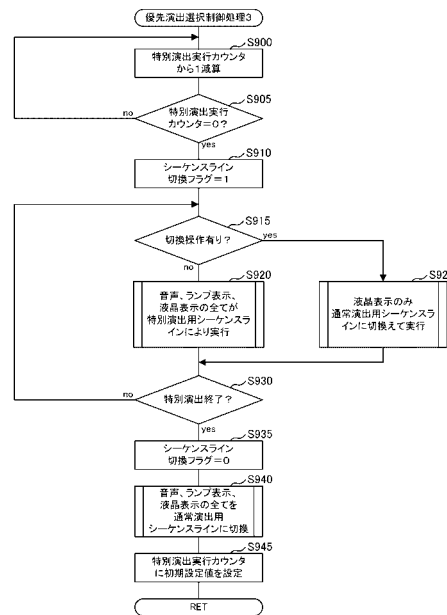 優先演出選択制御処理3
S900
特別演出実行カウンタ
から1減算
S905
特別演出実行
カウンタ=0?
no
yes
S910
シーケンスライン
切換フラグ=1
S915
切換操作有り?
yes
no
S920
音声、ランプ表示、
液晶表示の全てが
特別演出用シーケンスラ
インにより実行
S92
液晶表示のみ
通常演出用シーケンスラ
インに切換えて実行
S930
特別演出終了?
no
yes
S935
シーケンスライン
切換フラグ=0
S940
音声、ランプ表示、
液晶表示の全てを
通常演出用
シーケンスラインに切換
S945
特別演出実行カウンタ
に初期設定値を設定
RET